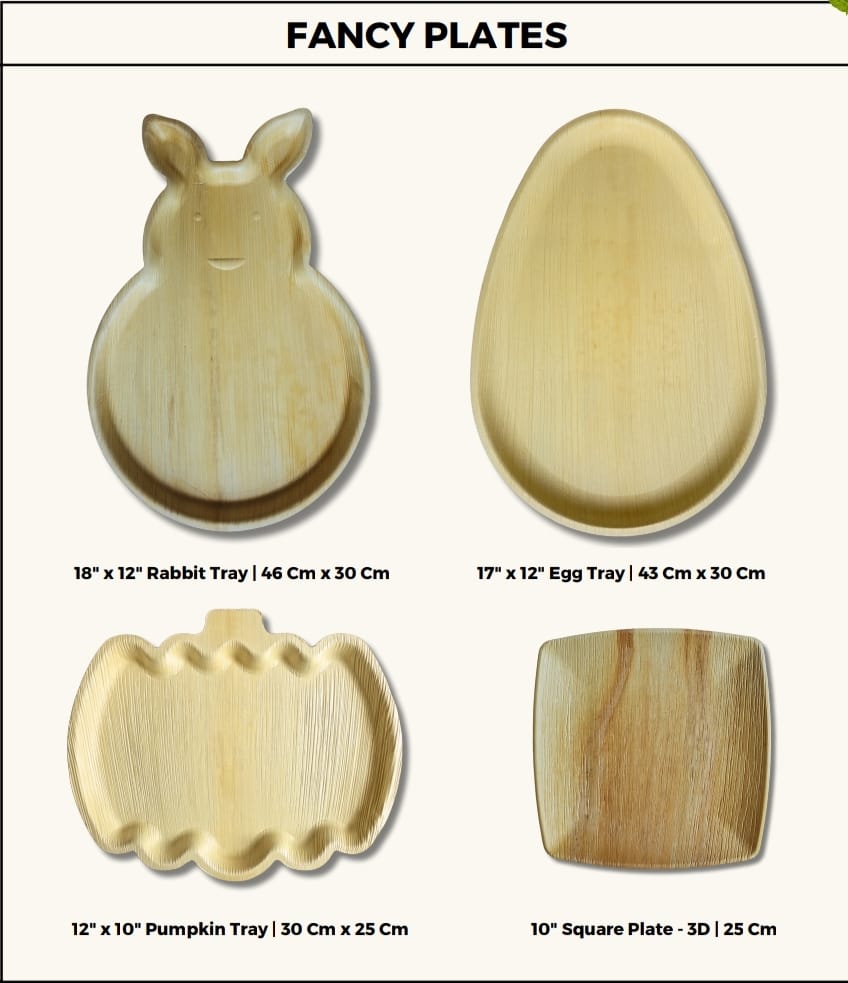 FANCY PLATES
18" x 12" Rabbit Tray | 46 Cm x 30 Cm
17" x 12" Egg Tray | 43 Cm x 30 Cm
12" x 10" Pumpkin Tray | 30 Cm x 25 Cm
10" Square Plate - 3D | 25 Cm